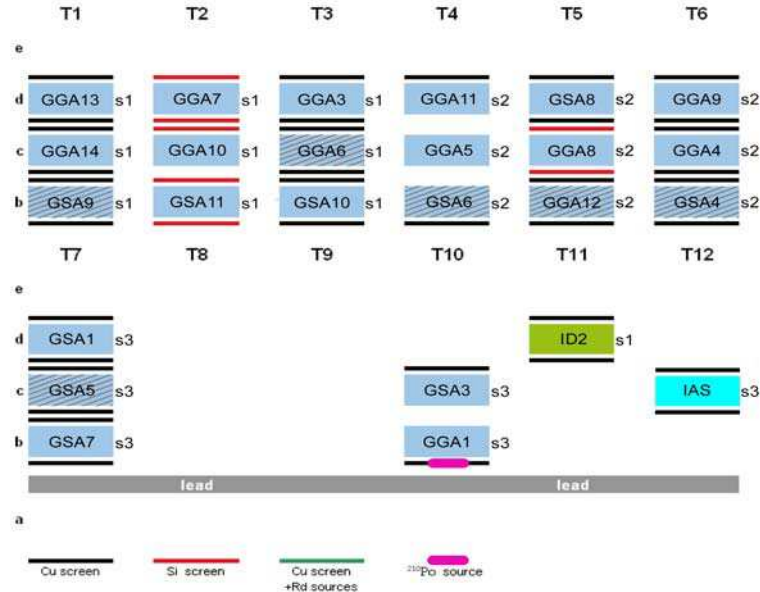 T1 T2 T3 T4 T5 T6
e
d GGA13 s1 GGA7 s1 GGA3 s1 GGA11 s2 GSA8 s2 GGA9 s2
c GGA14 s1 GGA10 s1 GGA6 s1 GGA5 s2 GGA8 s2 GGA4 s2
b GSA9 s1 GSA11 s1 GSA10 s1 GSA6 s2 GGA12 s2 GSA4 s2
T7 T8 T9 T10 T11 T12
e
d GSA1 s3 ID2 s1
c GSA5 s3 GSA3 s3 IAS s3
b GSA7 s3 GGA1 s3
lead lead
a
Cu screen Si screen Cu screen 210Po source
+Rd sources